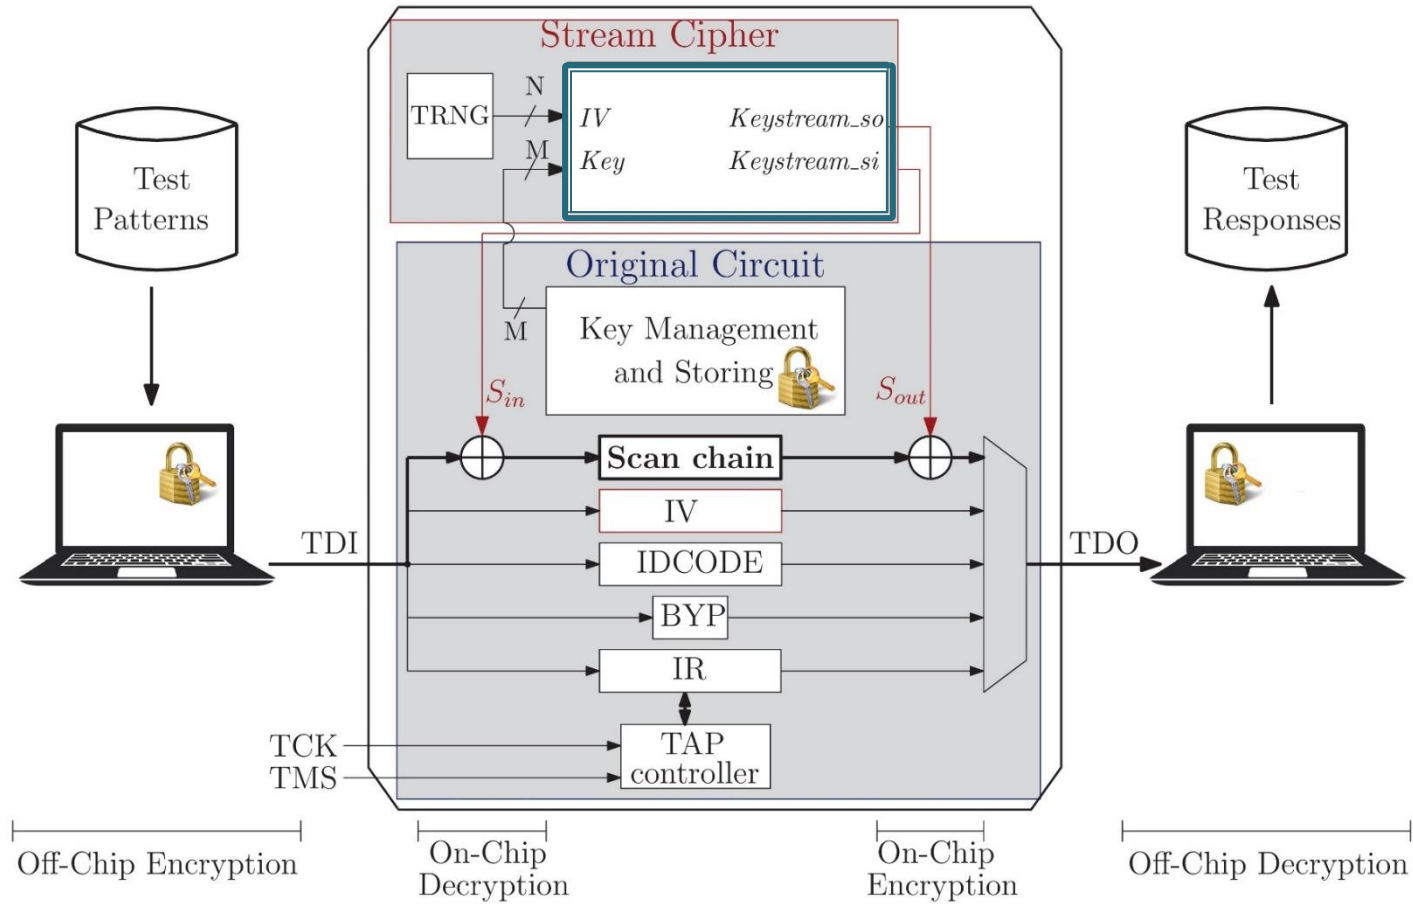 Stream Cipher
TRNG
N
M
IV
Key
Keystream_so
Keystream_si
Test
Patterns
Test
Responses
Original Circuit
M
Key Management
and Storing
S_in
S_out
Scan chain
IV
TDI
IDCODE
TDO
BYP
IR
TCK
TMS
TAP
controller
Off-Chip Encryption
On-Chip
Decryption
On-Chip
Encryption
Off-Chip Decryption